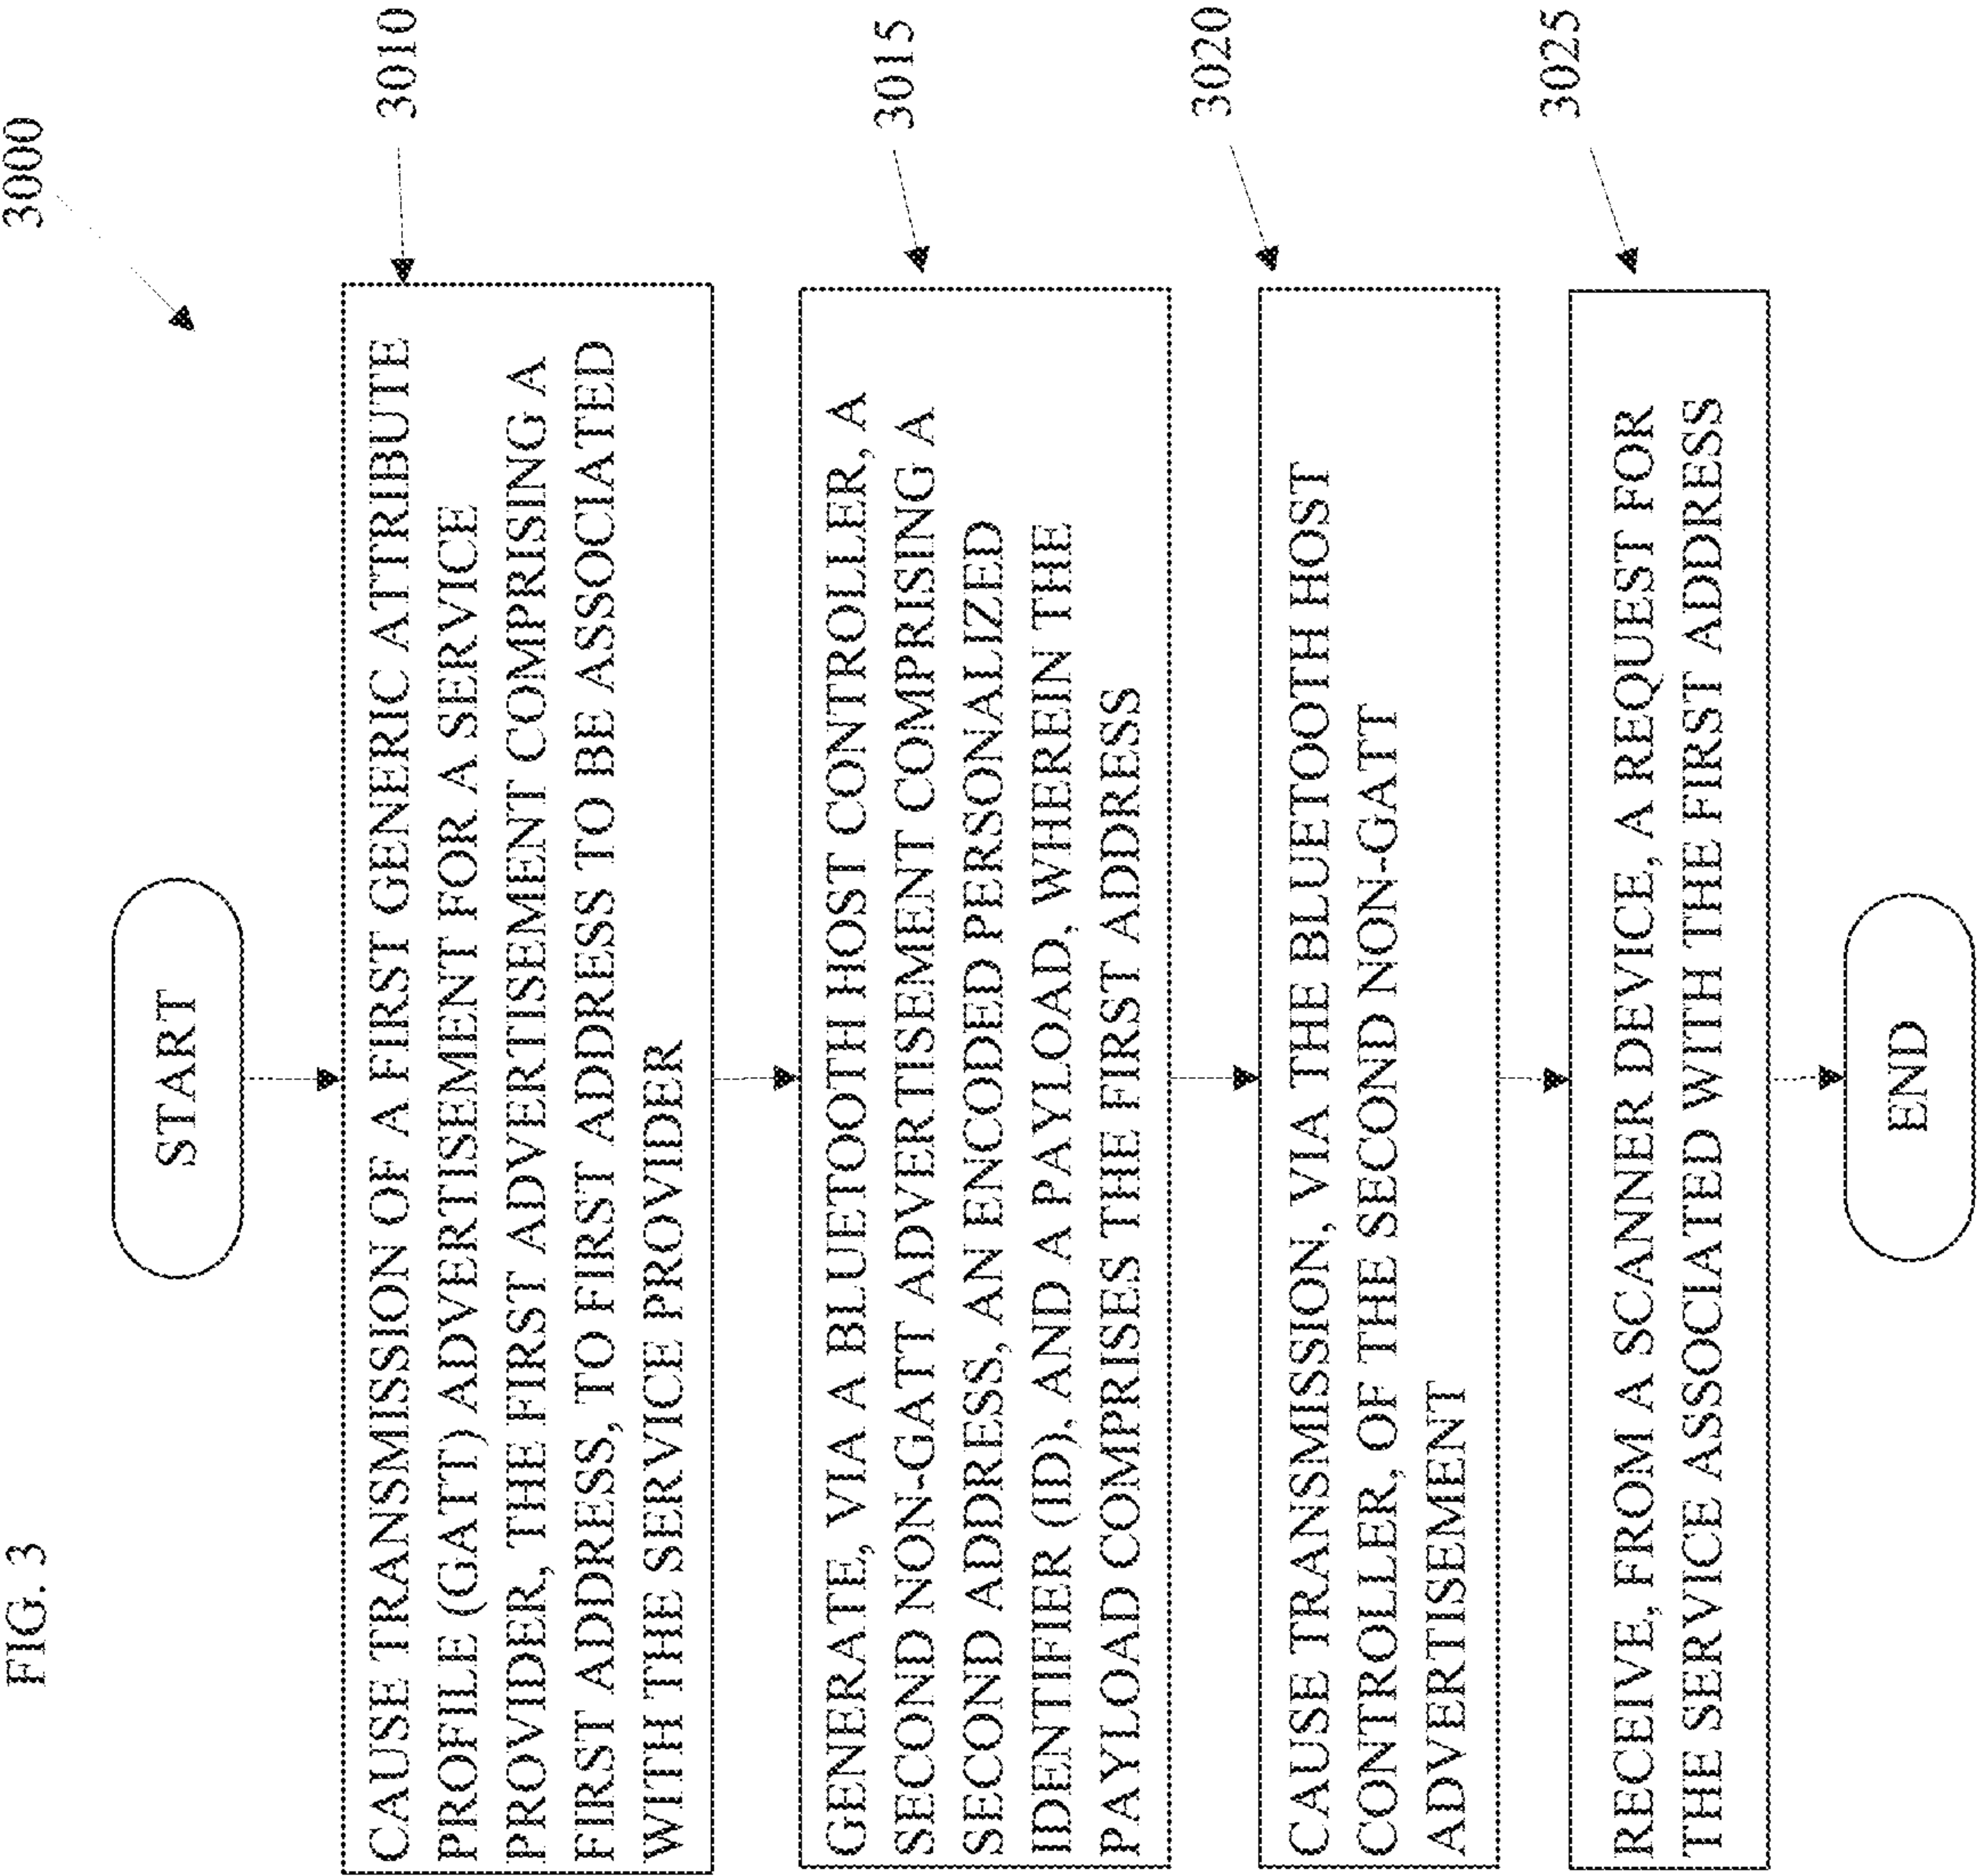 FIG. 3
3000
START
CAUSE TRANSMISSION OF A FIRST GENERIC ATTRIBUTE
PROFILE (GATT) ADVERTISEMENT FOR A SERVICE
PROVIDER, THE FIRST ADVERTISEMENT COMPRISING A
FIRST ADDRESS, TO FIRST ADDRESS TO BE ASSOCIATED
WITH THE SERVICE PROVIDER
3010
GENERATE, VIA A BLUETOOTH HOST CONTROLLER, A
SECOND NON-GATT ADVERTISEMENT COMPRISING A
SECOND ADDRESS, AN ENCODED PERSONALIZED
IDENTIFIER (ID), AND A PAYLOAD, WHEREIN THE
PAYLOAD COMPRISES THE FIRST ADDRESS
3015
CAUSE TRANSMISSION, VIA THE BLUETOOTH HOST
CONTROLLER, OF THE SECOND NON-GATT
ADVERTISEMENT
3020
RECEIVE, FROM A SCANNER DEVICE, A REQUEST FOR
THE SERVICE ASSOCIATED WITH THE FIRST ADDRESS
3025
END